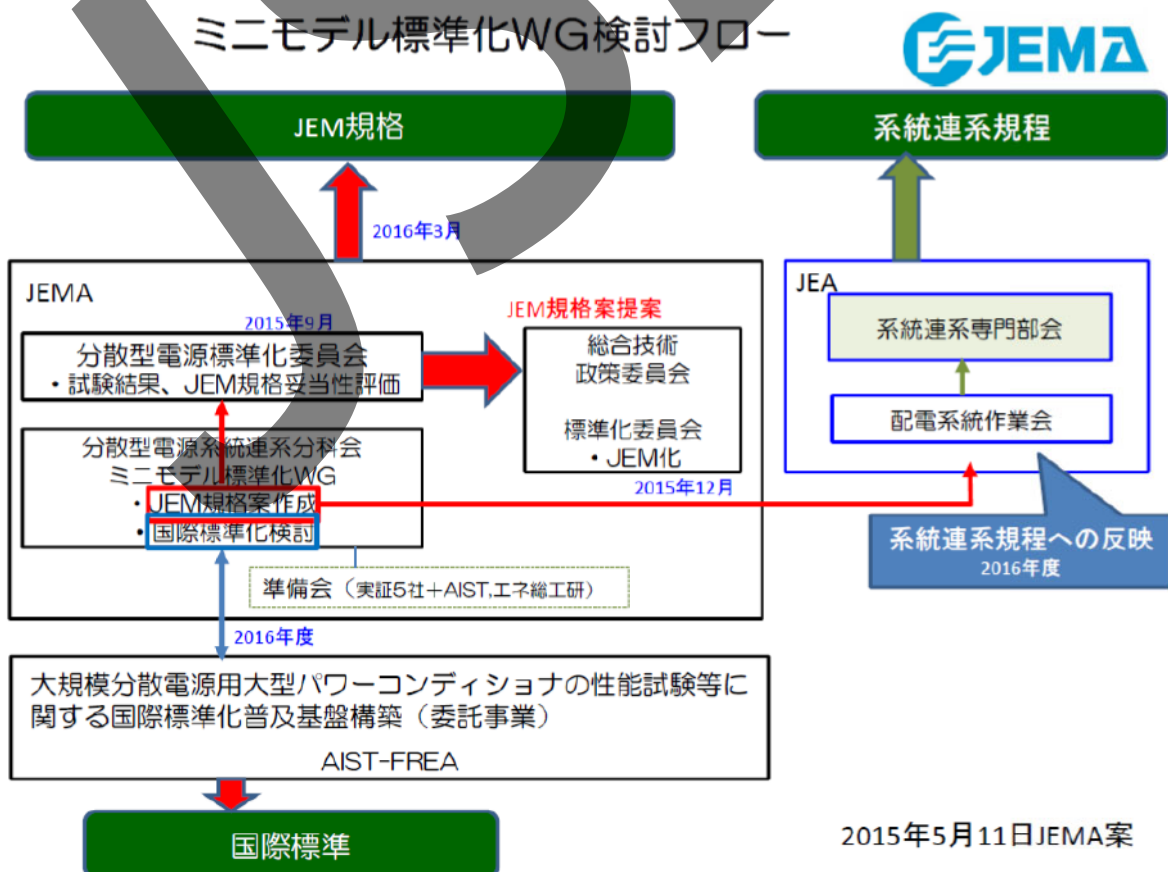 ミニモデル標準化WG検討フロー
JEMA
JEM規格
系統連系規程
2016年3月
JEMA
2015年9月
分散型電源標準化委員会
・試験結果、JEM規格妥当性評価
JEM規格案提案
総合技術
政策委員会
標準化委員会
・JEM化
2015年12月
分散型電源系統連系分科会
ミニモデル標準化WG
・JEM規格案作成
・国際標準化検討
準備会（実証5社＋AIST,エネ総工研）
JEA
系統連系専門部会
配電系統作業会
系統連系規程への反映
2016年度
2016年度
大規模分散電源用大型パワーコンディショナの性能試験等に
関する国際標準化普及基盤構築（委託事業）
AIST-FREA
国際標準
2015年5月11日JEMA案